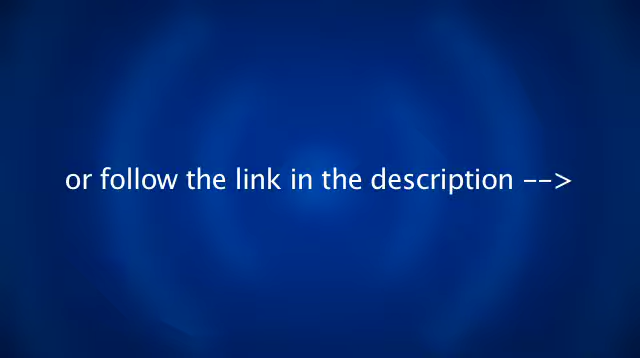 or follow the link in the description -->